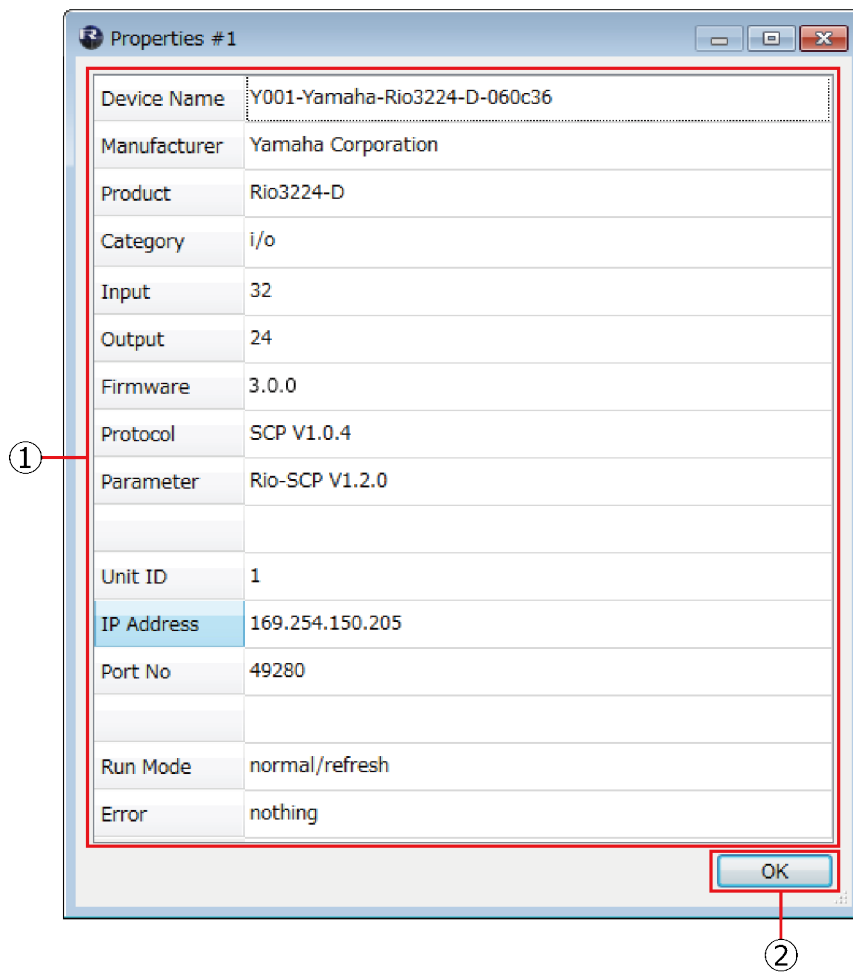 Properties #1
Device Name Y001-Yamaha-Rio3224-D-060c36
Manufacturer Yamaha Corporation
Product Rio3224-D
Category i/o
Input 32
Output 24
Firmware 3.0.0
Protocol SCP V1.0.4
① Parameter Rio-SCP V1.2.0
Unit ID 1
IP Address 169.254.150.205
Port No 49280
Run Mode normal/refresh
Error nothing
OK
②